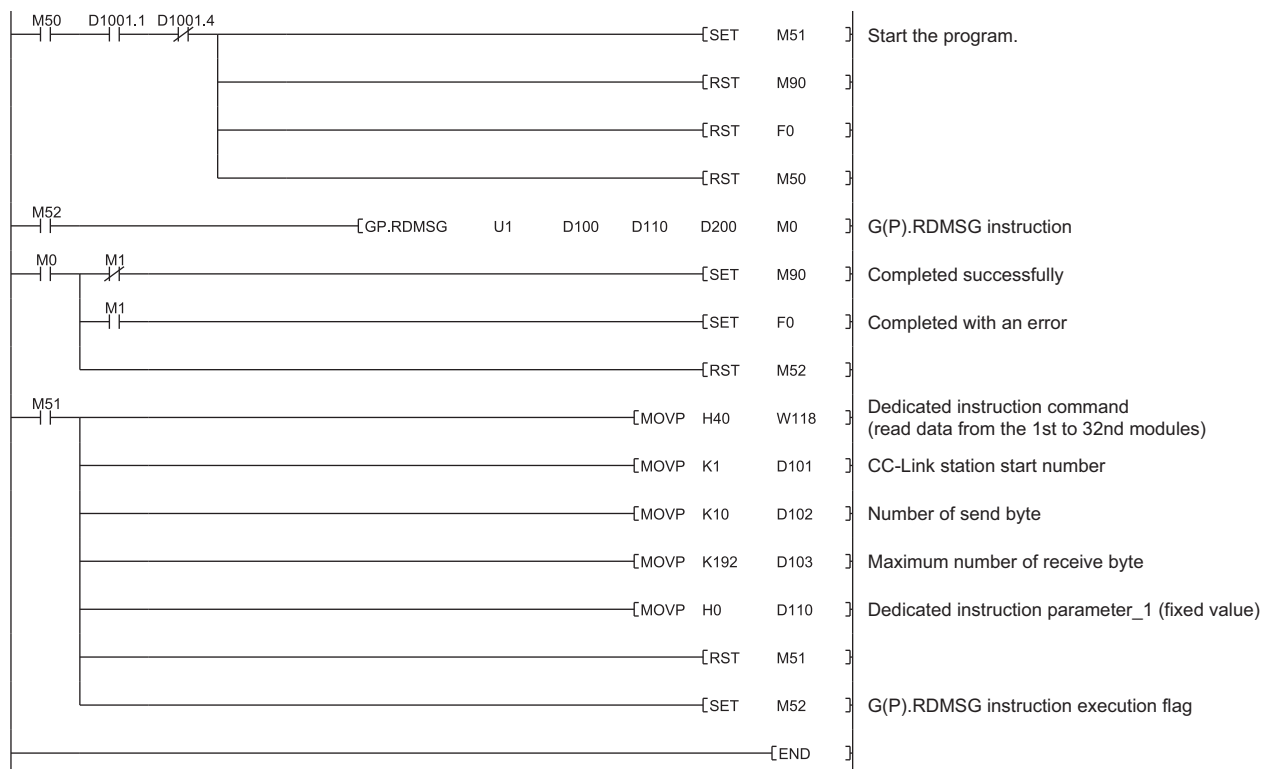 M50 D1001.1 D1001.4
SET M51 Start the program.
RST M90
RST F0
RST M50
M52
GP.RDMSG U1 D100 D110 D200 M0 G(P).RDMSG instruction
M0 M1
SET M90 Completed successfully
M1
SET F0 Completed with an error
RST M52
M51
MOVP H40 W118 Dedicated instruction command
(read data from the 1st to 32nd modules)
MOVP K1 D101 CC-Link station start number
MOVP K10 D102 Number of send byte
MOVP K192 D103 Maximum number of receive byte
MOVP H0 D110 Dedicated instruction parameter_1 (fixed value)
RST M51
SET M52 G(P).RDMSG instruction execution flag
END